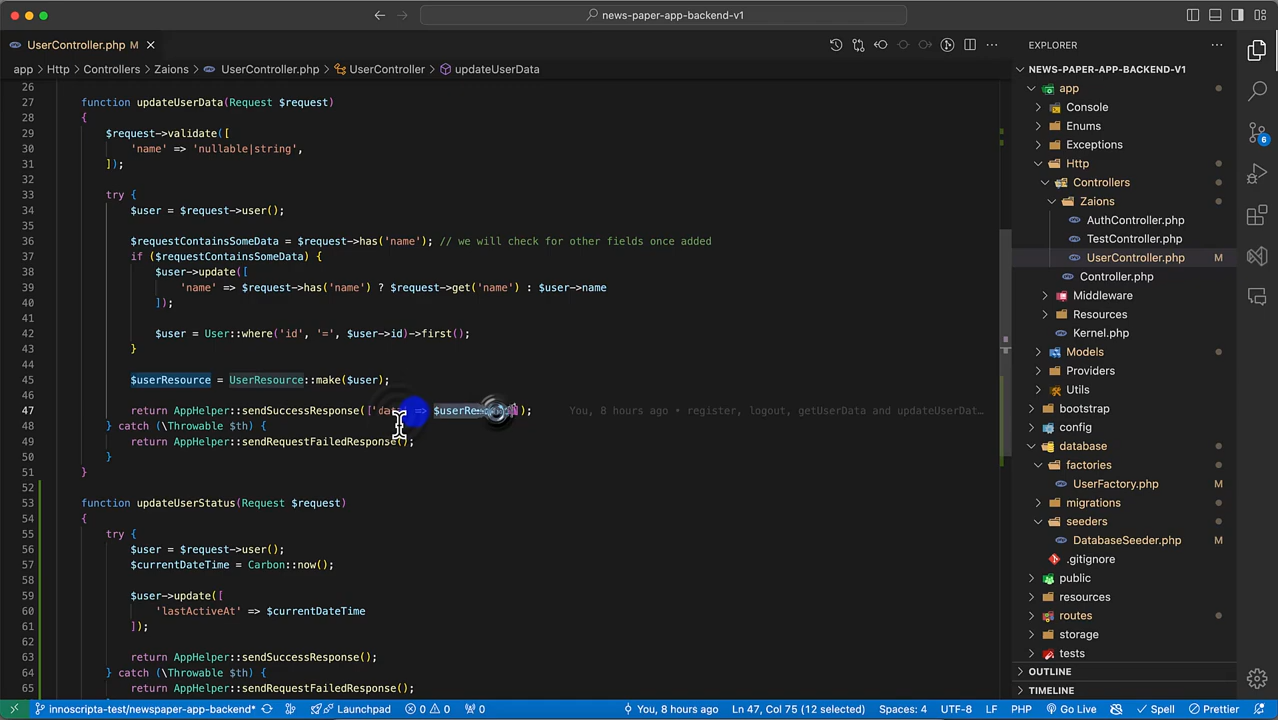 news-paper-app-backend-v1
UserController.php M
app > Http > Controllers > Zaions > UserController.php > UserController > updateUserData
26
27 function updateUserData(Request $request)
28 {
29 $request->validate([
30 'name' => 'nullable|string',
31 ]);
32
33 try {
34 $user = $request->user();
35
36 $requestContainsSomeData = $request->has('name'); // we will check for other fields once added
37 if ($requestContainsSomeData) {
38 $user->update([
39 'name' => $request->has('name') ? $request->get('name') : $user->name
40 ]);
41
42 $user = User::where('id', '=', $user->id)->first();
43 }
44
45 $userResource = UserResource::make($user);
46
47 return AppHelper::sendSuccessResponse([ => ); You, 8 hours ago • register, logout, getUserData and updateUserDat…
48 } catch (\Throwable $th) {
49 return AppHelper::sendRequestFailedResponse();
50 }
51 }
52
53 function updateUserStatus(Request $request)
54 {
55 try {
56 $user = $request->user();
57 $currentDateTime = Carbon::now();
58
59 $user->update([
60 'lastActiveAt' => $currentDateTime
61 ]);
62
63 return AppHelper::sendSuccessResponse();
64 } catch (\Throwable $th) {
65 return AppHelper::sendRequestFailedResponse();
EXPLORER
NEWS-PAPER-APP-BACKEND-V1
app
Console
Enums
Exceptions
Http
Controllers
Zaions
AuthController.php
TestController.php
UserController.php M
Controller.php
Middleware
Resources
Kernel.php
Models
Providers
Utils
bootstrap
config
database
factories
UserFactory.php M
migrations
seeders
DatabaseSeeder.php M
.gitignore
public
resources
routes
storage
tests
OUTLINE
TIMELINE
6
innoscripta-test/newspaper-app-backend* Launchpad 0 0 0 You, 8 hours ago Ln 47, Col 75 (12 selected) Spaces: 4 UTF-8 LF PHP Go Live Spell Prettier